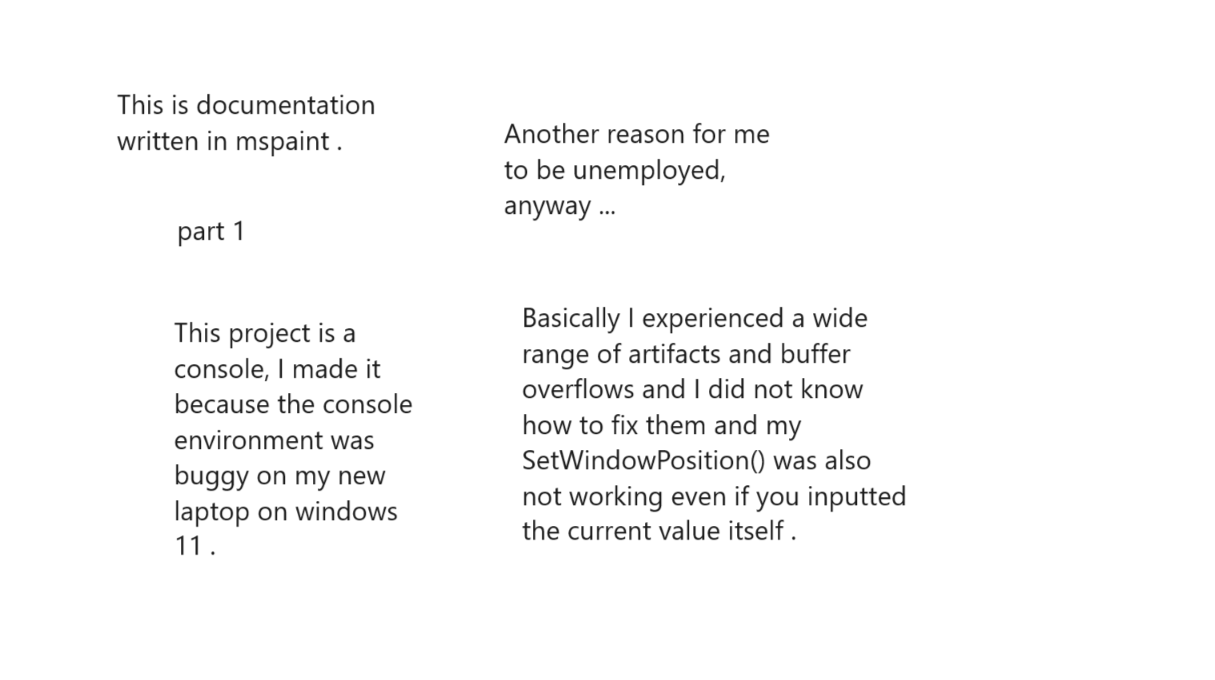 This is documentation
written in mspaint .
Another reason for me
to be unemployed,
anyway ...
part 1
This project is a
console, I made it
because the console
environment was
buggy on my new
laptop on windows
11 .
Basically I experienced a wide
range of artifacts and buffer
overflows and I did not know
how to fix them and my
SetWindowPosition() was also
not working even if you inputted
the current value itself .